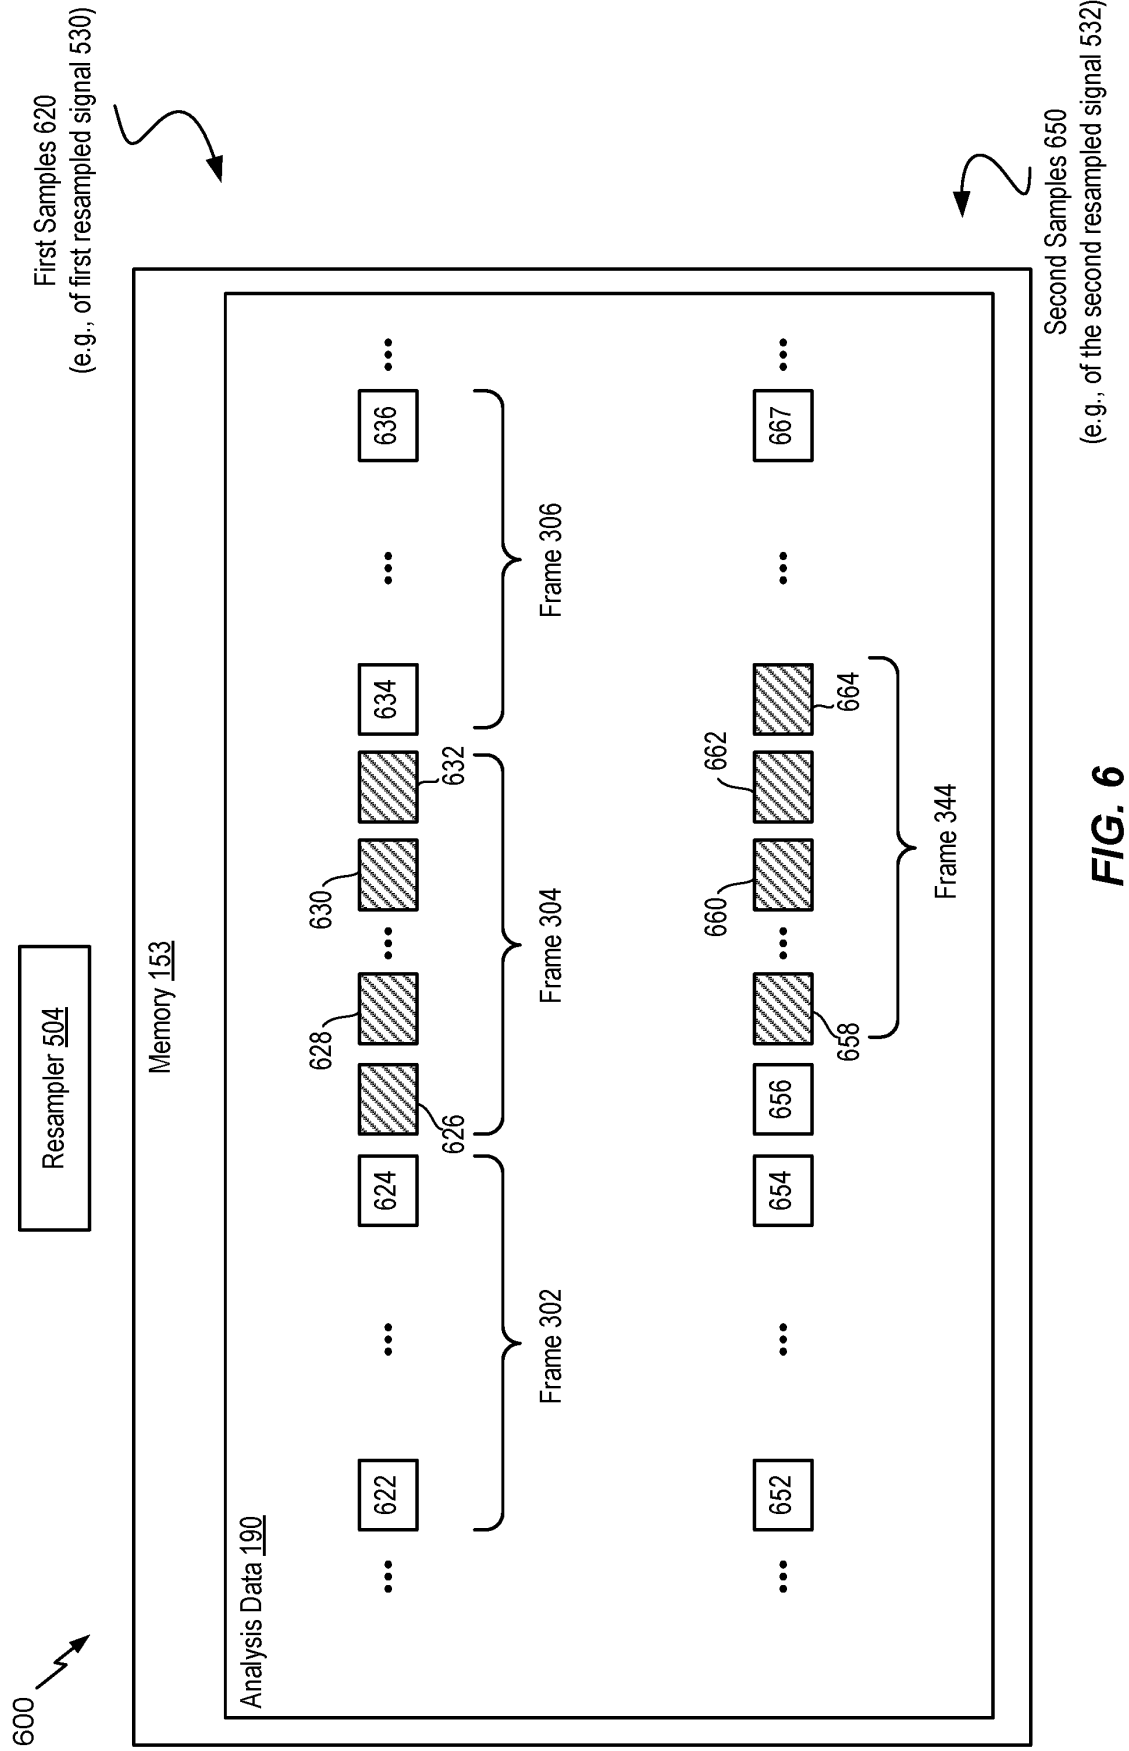 600
Resampler 504
First Samples 620
(e.g., of first resampled signal 530)
Memory 153
Analysis Data 190
••• 622 ••• 624 626 628 ••• 630 632 634 ••• 636 •••
Frame 302
Frame 304
Frame 306
••• 652 ••• 654 656 658 ••• 660 662 664 ••• 667 •••
Frame 344
Second Samples 650
(e.g., of the second resampled signal 532)
FIG. 6